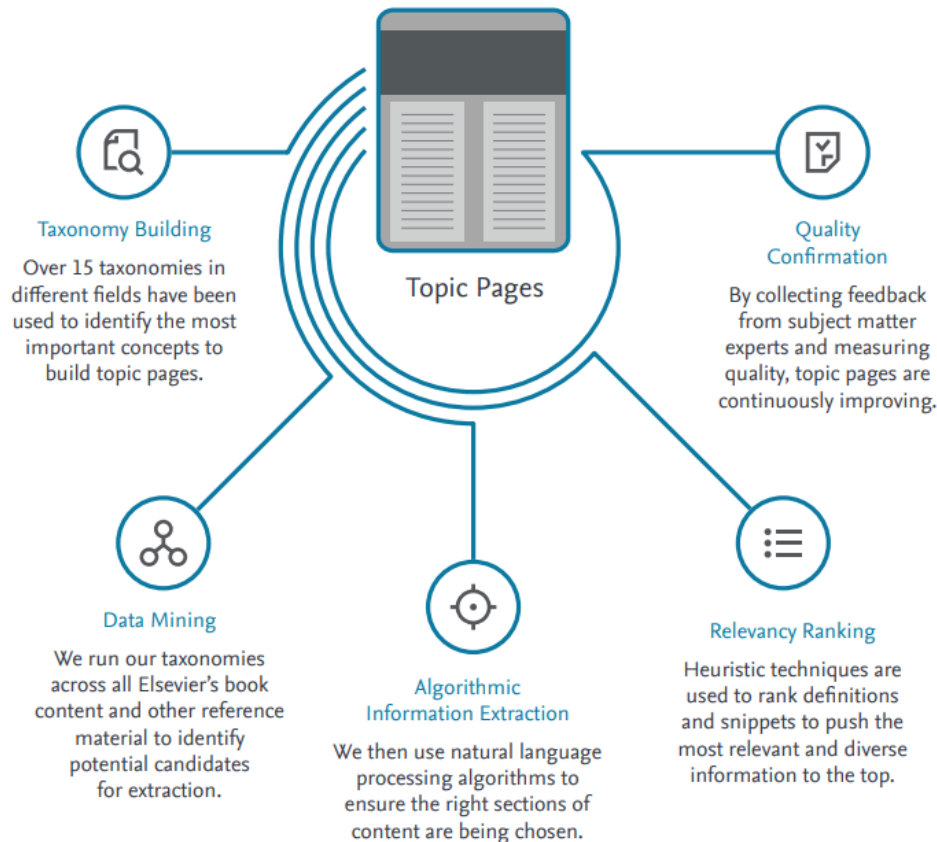 Topic Pages
Taxonomy Building
Over 15 taxonomies in
different fields have been
used to identify the most
important concepts to
build topic pages.
Data Mining
We run our taxonomies
across all Elsevier's book
content and other reference
material to identify
potential candidates
for extraction.
Algorithmic
Information Extraction
We then use natural language
processing algorithms to
ensure the right sections of
content are being chosen.
Relevancy Ranking
Heuristic techniques are
used to rank definitions
and snippets to push the
most relevant and diverse
information to the top.
Quality
Confirmation
By collecting feedback
from subject matter
experts and measuring
quality, topic pages are
continuously improving.